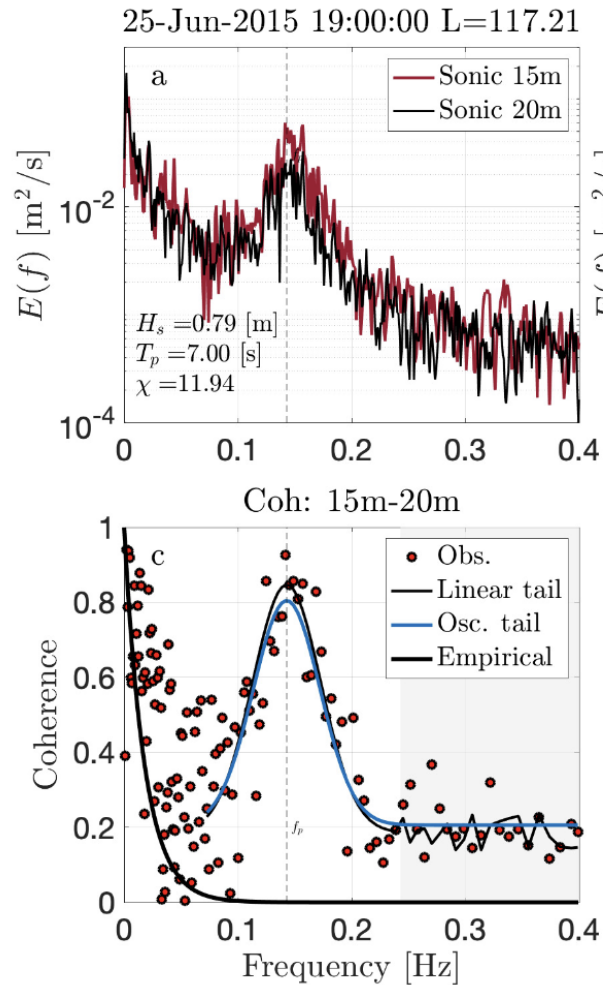 25-Jun-2015 19:00:00 L=117.21
a
Sonic 15m
Sonic 20m
E(f) [m²/s]
10⁻²
10⁻⁴
H_s =0.79 [m]
T_p =7.00 [s]
χ =11.94
0 0.1 0.2 0.3 0.4
Coh: 15m-20m
c
Obs.
Linear tail
Osc. tail
Empirical
Coherence
1
0.8
0.6
0.4
0.2
0
f_p
0 0.1 0.2 0.3 0.4
Frequency [Hz]